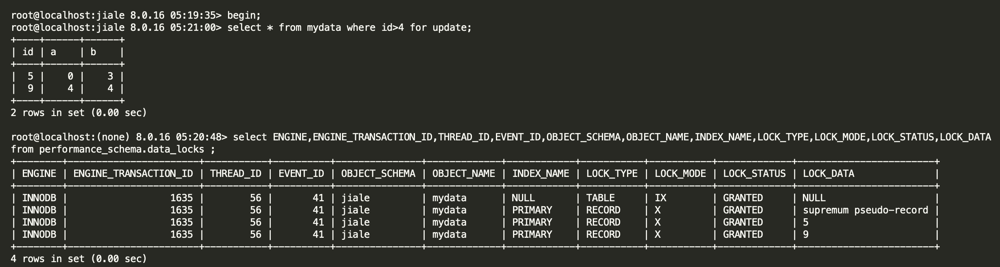 root@localhost:jiale 8.0.16 05:19:35> begin;
root@localhost:jiale 8.0.16 05:21:00> select * from mydata where id>4 for update;
+----+------+------+
| id | a    | b    |
+----+------+------+
|  5 |    0 |    3 |
|  9 |    4 |    4 |
+----+------+------+
2 rows in set (0.00 sec)

root@localhost:(none) 8.0.16 05:20:48> select ENGINE,ENGINE_TRANSACTION_ID,THREAD_ID,EVENT_ID,OBJECT_SCHEMA,OBJECT_NAME,INDEX_NAME,LOCK_TYPE,LOCK_MODE,LOCK_STATUS,LOCK_DATA
from performance_schema.data_locks ;
+--------+-----------------------+-----------+----------+---------------+-------------+------------+-----------+-----------+-------------+------------------------+
| ENGINE | ENGINE_TRANSACTION_ID | THREAD_ID | EVENT_ID | OBJECT_SCHEMA | OBJECT_NAME | INDEX_NAME | LOCK_TYPE | LOCK_MODE | LOCK_STATUS | LOCK_DATA              |
+--------+-----------------------+-----------+----------+---------------+-------------+------------+-----------+-----------+-------------+------------------------+
| INNODB |                  1635 |        56 |       41 | jiale         | mydata      | NULL       | TABLE     | IX        | GRANTED     | NULL                   |
| INNODB |                  1635 |        56 |       41 | jiale         | mydata      | PRIMARY    | RECORD    | X         | GRANTED     | supremum pseudo-record |
| INNODB |                  1635 |        56 |       41 | jiale         | mydata      | PRIMARY    | RECORD    | X         | GRANTED     | 5                      |
| INNODB |                  1635 |        56 |       41 | jiale         | mydata      | PRIMARY    | RECORD    | X         | GRANTED     | 9                      |
+--------+-----------------------+-----------+----------+---------------+-------------+------------+-----------+-----------+-------------+------------------------+
4 rows in set (0.00 sec)